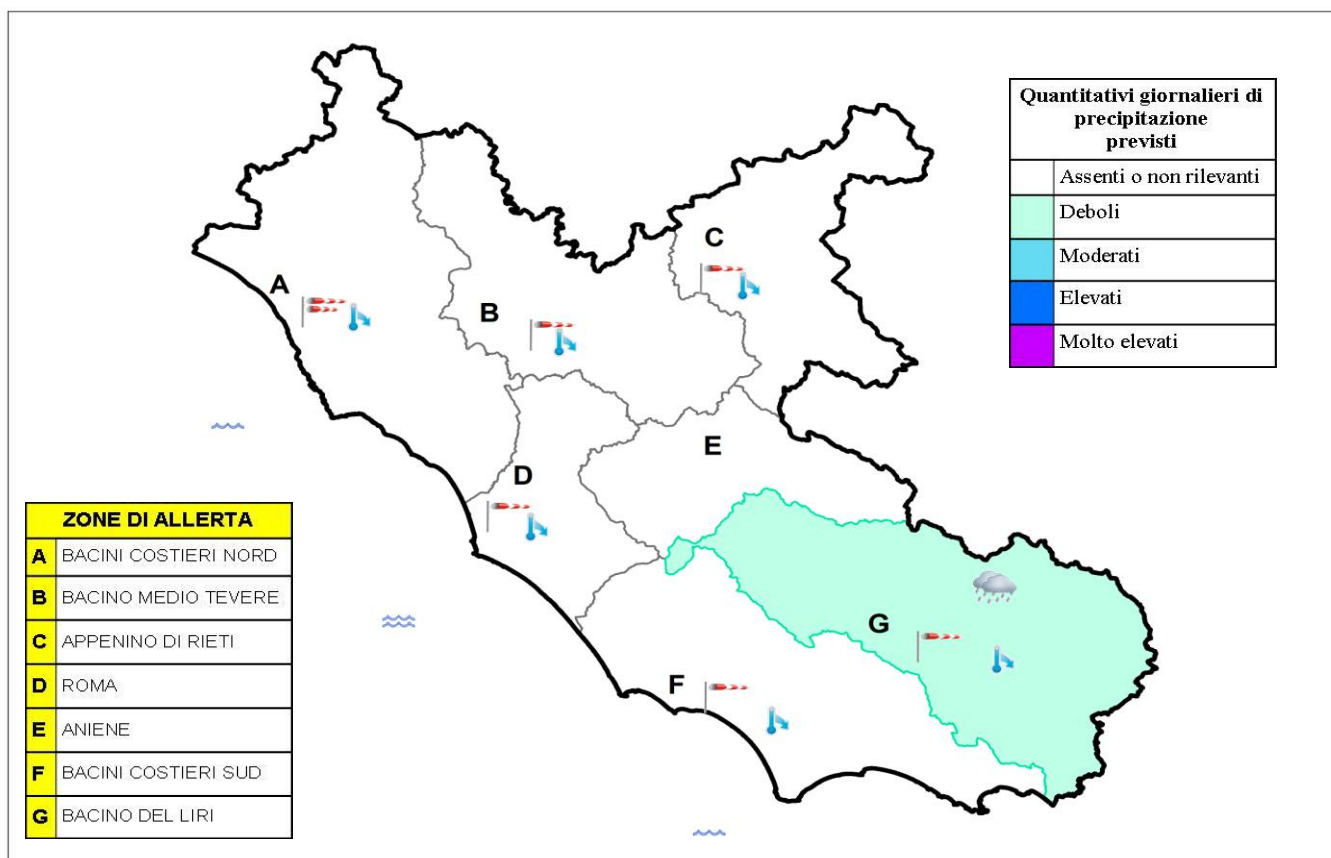 Quantitativi giornalieri di
precipitazione
previsti
Assenti o non rilevanti
Deboli
Moderati
Elevati
Molto elevati
C
A
B
E
D
G
F
ZONE DI ALLERTA
A BACINI COSTIERI NORD
B BACINO MEDIO TEVERE
C APPENINO DI RIETI
D ROMA
E ANIENE
F BACINI COSTIERI SUD
G BACINO DEL LIRI